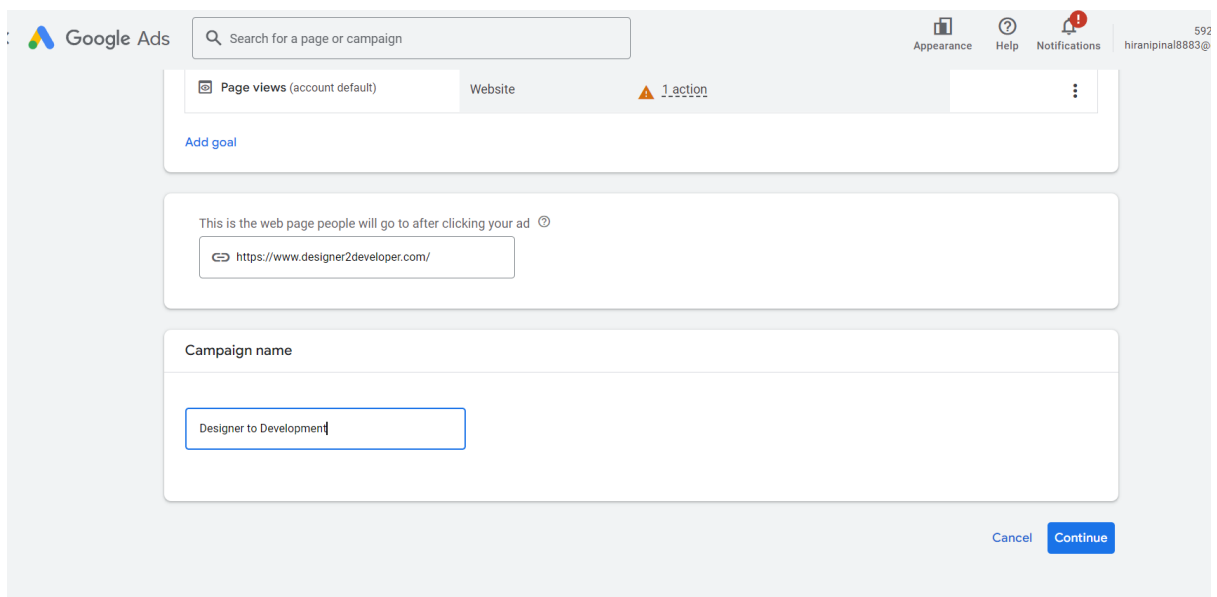 Google Ads
Search for a page or campaign
Appearance
Help
Notifications
592
hiranipinal8883@
Page views (account default)
Website
1 action
Add goal
This is the web page people will go to after clicking your ad
https://www.designer2developer.com/
Campaign name
Designer to Development
Cancel
Continue